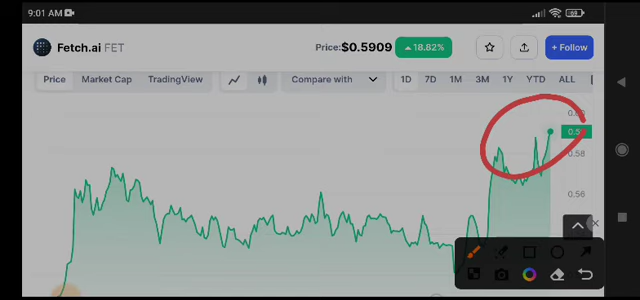 9:01 AM
Fetch.ai FET
Price: $0.5909 18.82%
+ Follow
Price Market Cap TradingView
Compare with
1D 7D 1M 3M 1Y YTD ALL
0.58
0.56